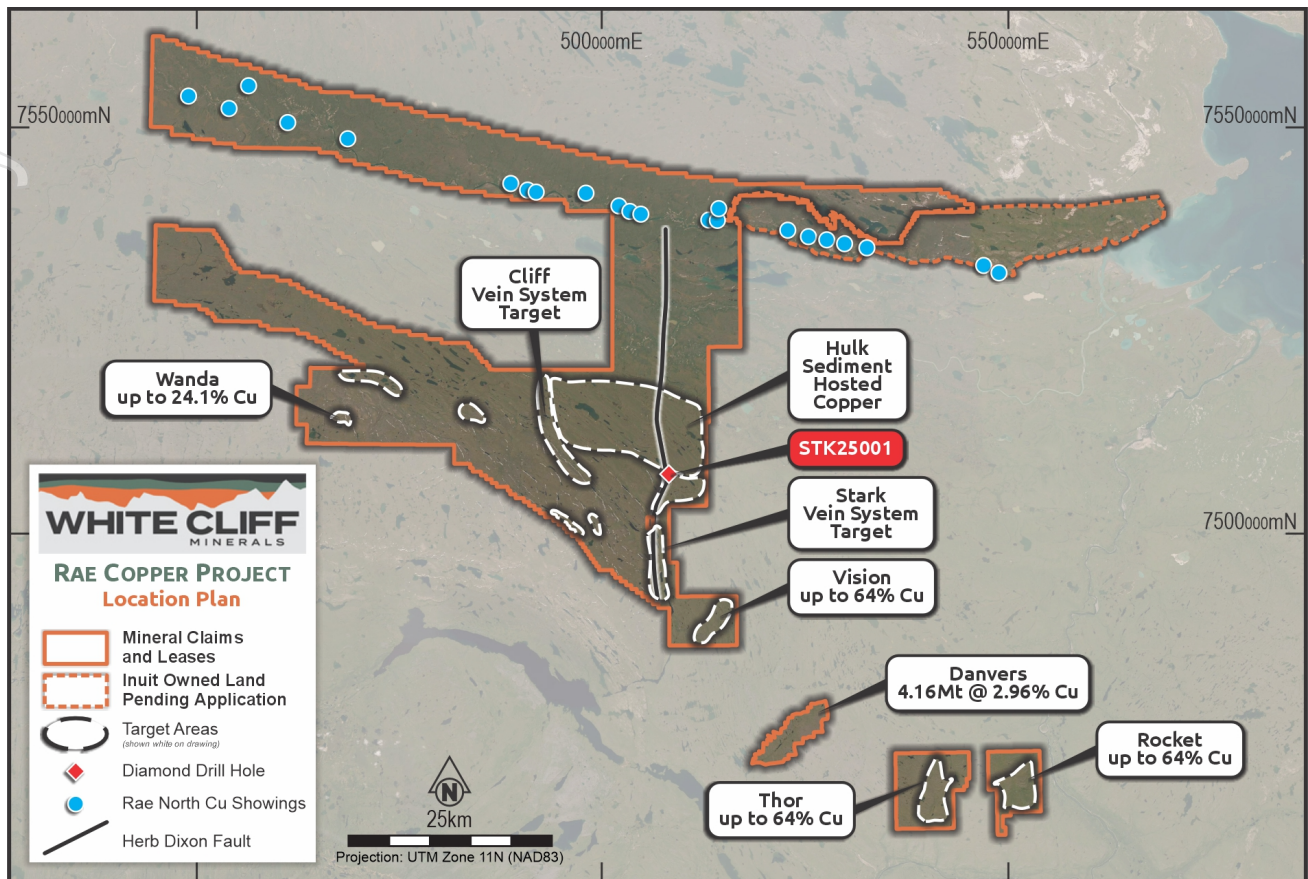 500000mE
550000mE
7550000mN
7550000mN
Cliff
Vein System
Target
Hulk
Sediment
Hosted
Copper
Wanda
up to 24.1% Cu
STK25001
Stark
Vein System
Target
7500000mN
Vision
up to 64% Cu
Danvers
4.16Mt @ 2.96% Cu
Rocket
up to 64% Cu
Thor
up to 64% Cu
WHITE CLIFF
MINERALS
RAE COPPER PROJECT
Location Plan
Mineral Claims
and Leases
Inuit Owned Land
Pending Application
Target Areas
(shown white on drawing)
Diamond Drill Hole
Rae North Cu Showings
Herb Dixon Fault
N
25km
Projection: UTM Zone 11N (NAD83)